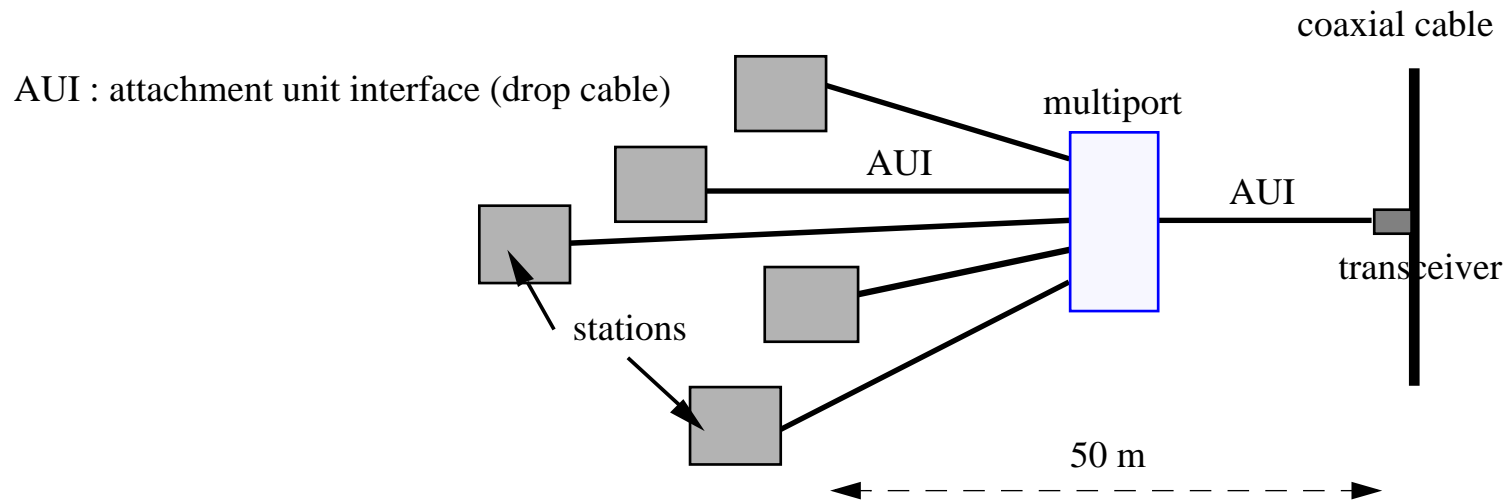 coaxial cable
AUI : attachment unit interface (drop cable)
multiport
AUI
AUI
transceiver
stations
50 m